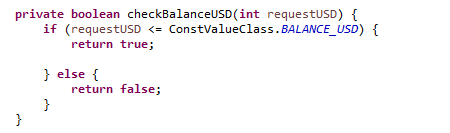 private boolean checkBalanceUSD(int requestUSD) {
    if (requestUSD <= ConstValueClass.BALANCE_USD) {
        return true;

    } else {
        return false;
    }
}